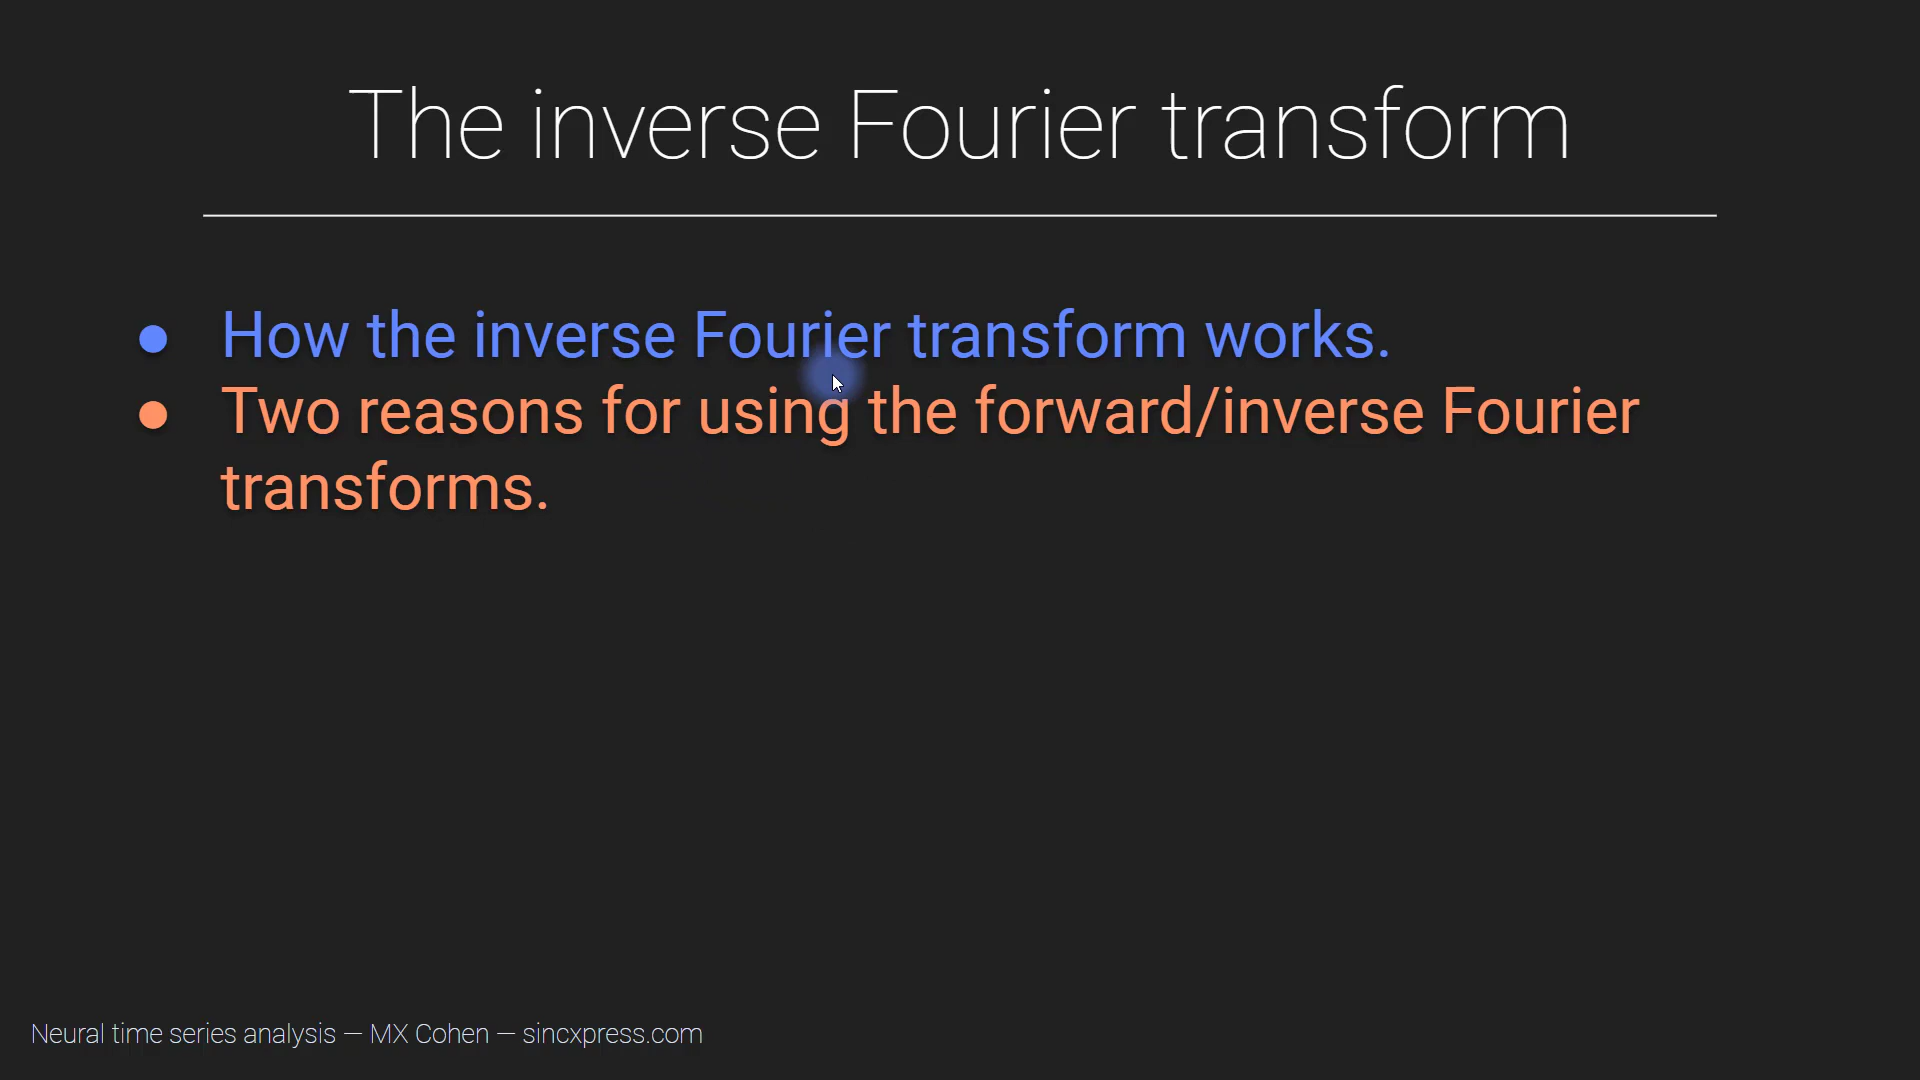 The inverse Fourier transform
● How the inverse Fourier transform works.
● Two reasons for using the forward/inverse Fourier
transforms.
Neural time series analysis — MX Cohen — sincxpress.com